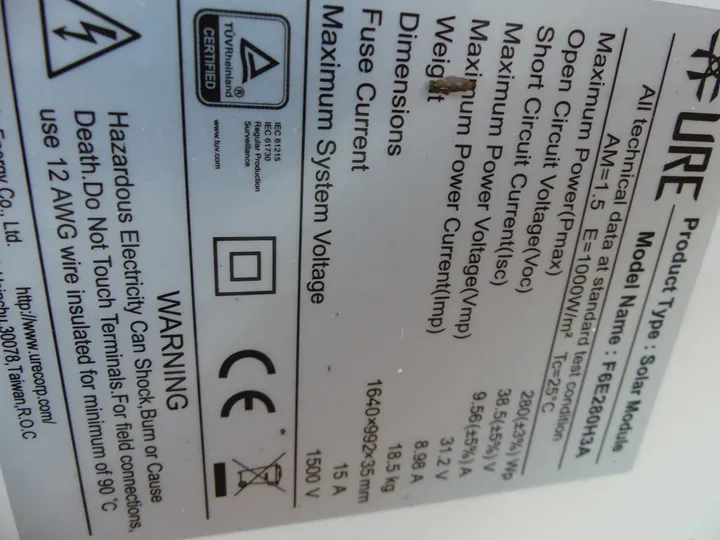 URE
Product Type : Solar Module
Model Name : F6E280H3A
All technical data at standard test condition
AM=1.5 E=1000W/m² Tc=25°C
Maximum Power(Pmax) 280(±3%) Wp
Open Circuit Voltage(Voc) 38.5(±5%) V
Short Circuit Current(Isc) 9.56(±5%) A
Maximum Power Voltage(Vmp) 31.2 V
Maximum Power Current(Imp) 8.98 A
Weight 18.5 kg
Dimensions 1640×992×35 mm
Fuse Current 15 A
Maximum System Voltage 1500 V
TÜVRheinland
CERTIFIED
IEC 61215
IEC 61730
Regular Production
Surveillance
www.tuv.com
CE
WARNING
Hazardous Electricity Can Shock,Burn or Cause
Death.Do Not Touch Terminals.For field connections,
use 12 AWG wire insulated for minimum of 90 °C
Energy Co., Ltd. http://www.urecorp.com/
Hsinchu,30078,Taiwan,R.O.C